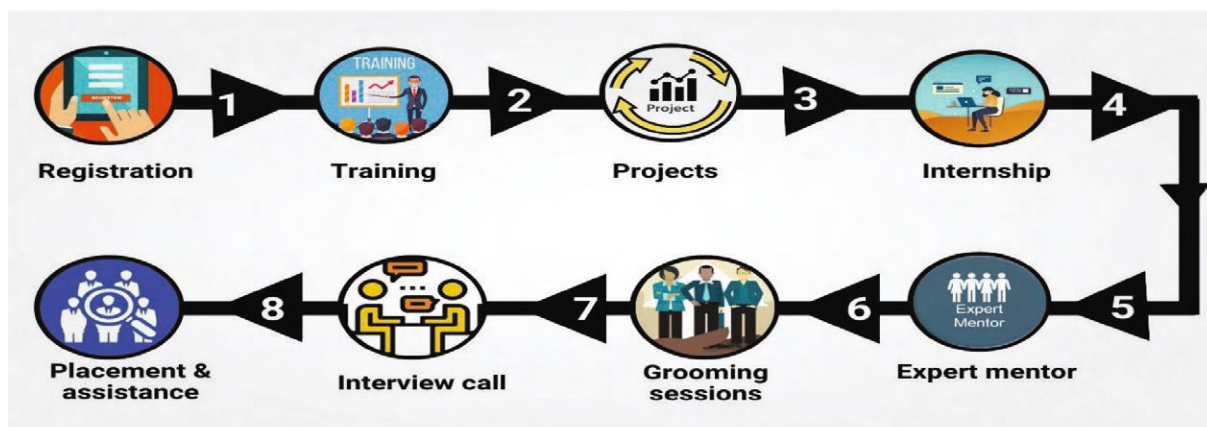 REGISTER
1
TRAINING
2
Project
3
4
Registration
Training
Projects
Internship
5
Expert
Mentor
6
7
8
Expert mentor
Grooming
sessions
Interview call
Placement &
assistance